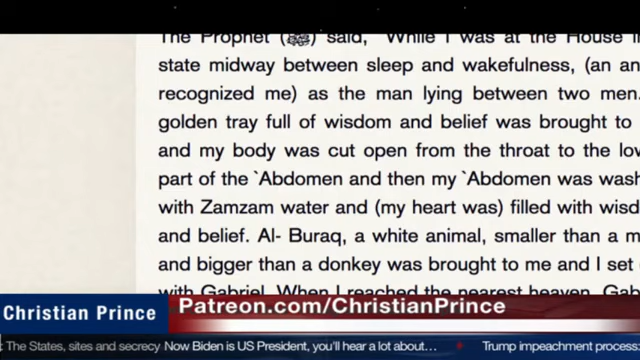 The Prophet (ﷺ) said, "While I was at the House in
state midway between sleep and wakefulness, (an an
recognized me) as the man lying between two men.
golden tray full of wisdom and belief was brought to
and my body was cut open from the throat to the lov
part of the `Abdomen and then my `Abdomen was wash
with Zamzam water and (my heart was) filled with wisd
and belief. Al- Buraq, a white animal, smaller than a m
and bigger than a donkey was brought to me and I set
with Gabriel. When I reached the nearest heaven. Gab
Christian Prince
Patreon.com/ChristianPrince
The States, sites and secrecy Now Biden is US President, you'll hear a lot about... Trump impeachment process: